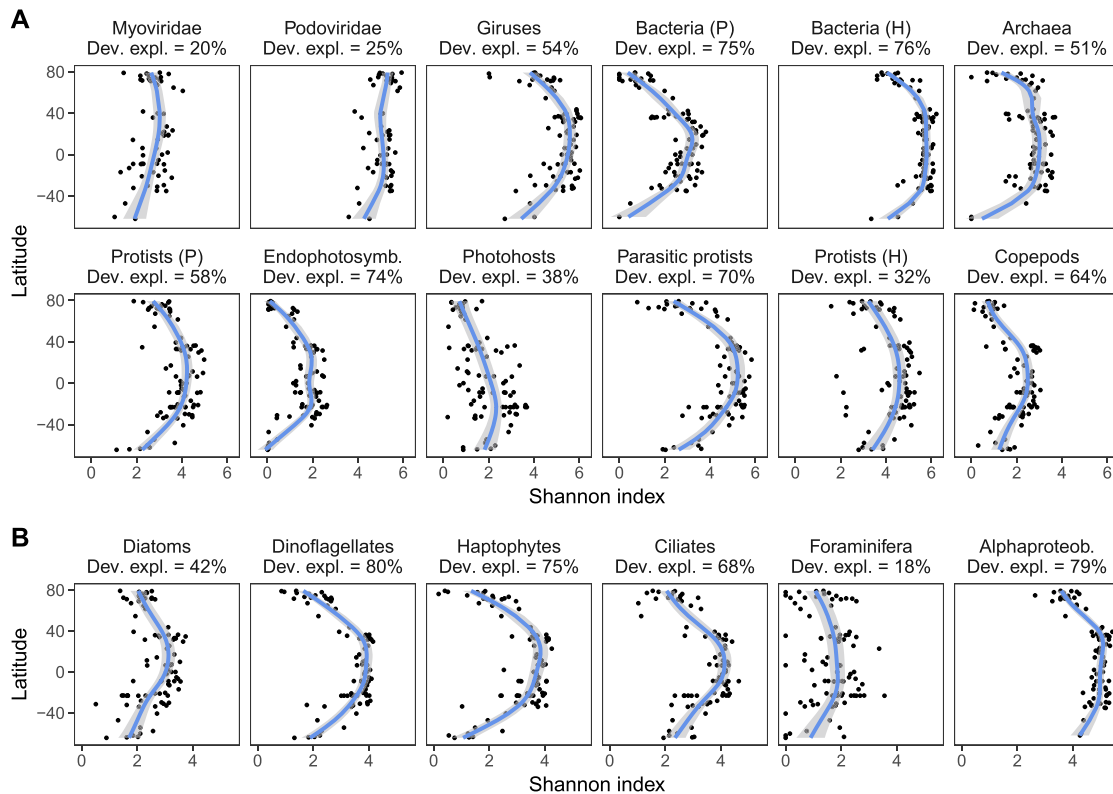 A
Myoviridae Podoviridae Giruses Bacteria (P) Bacteria (H) Archaea
Dev. expl. = 20% Dev. expl. = 25% Dev. expl. = 54% Dev. expl. = 75% Dev. expl. = 76% Dev. expl. = 51%
80
40
0
−40
Latitude
Protists (P) Endophotosymb. Photohosts Parasitic protists Protists (H) Copepods
Dev. expl. = 58% Dev. expl. = 74% Dev. expl. = 38% Dev. expl. = 70% Dev. expl. = 32% Dev. expl. = 64%
80
40
0
−40
0 2 4 6 0 2 4 6 0 2 4 6 0 2 4 6 0 2 4 6 0 2 4 6
Shannon index
B
Diatoms Dinoflagellates Haptophytes Ciliates Foraminifera Alphaproteob.
Dev. expl. = 42% Dev. expl. = 80% Dev. expl. = 75% Dev. expl. = 68% Dev. expl. = 18% Dev. expl. = 79%
80
40
0
−40
Latitude
0 2 4 0 2 4 0 2 4 0 2 4 0 2 4 0 2 4
Shannon index